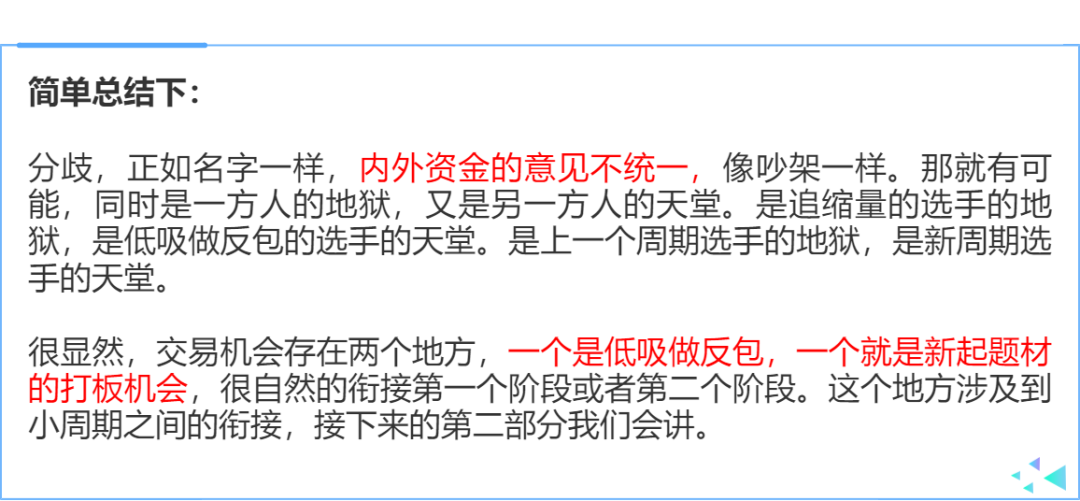 简单总结下：
分歧，正如名字一样，内外资金的意见不统一，像吵架一样。那就有可
能，同时是一方人的地狱，又是另一方人的天堂。是追缩量的选手的地
狱，是低吸做反包的选手的天堂。是上一个周期选手的地狱，是新周期选
手的天堂。
很显然，交易机会存在两个地方，一个是低吸做反包，一个就是新起题材
的打板机会，很自然的衔接第一个阶段或者第二个阶段。这个地方涉及到
小周期之间的衔接，接下来的第二部分我们会讲。